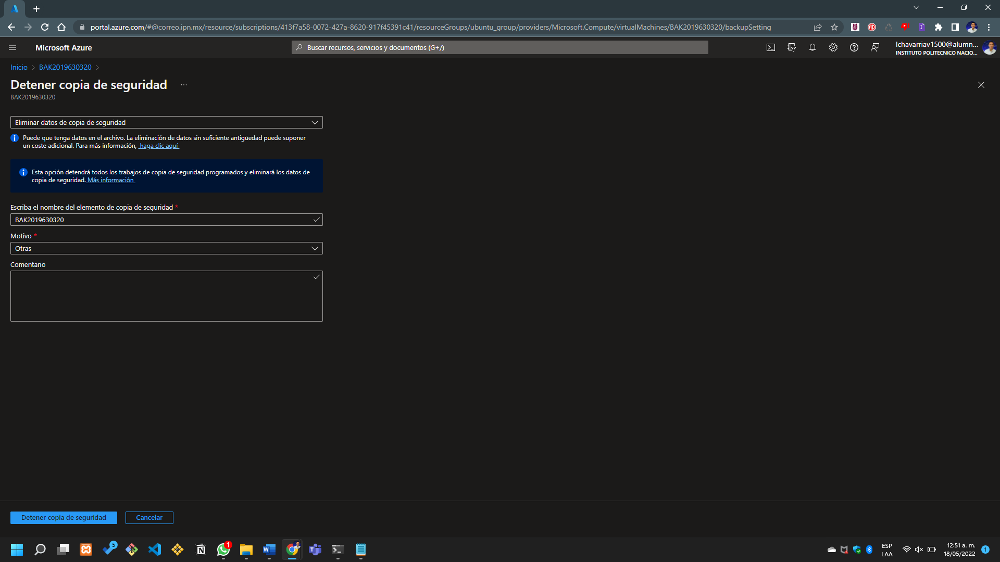 portal.azure.com/#@correo.ipn.mx/resource/subscriptions/413f7a58-0072-427a-8620-917f45391c41/resourceGroups/ubuntu_group/providers/Microsoft.Compute/virtualMachines/BAK2019630320/backupSetting
Microsoft Azure
Buscar recursos, servicios y documentos (G+/)
lchavarriav1500@alumn...
INSTITUTO POLITECNICO NACIO...
Inicio > BAK2019630320 >
Detener copia de seguridad ...
BAK2019630320
Eliminar datos de copia de seguridad
Puede que tenga datos en el archivo. La eliminación de datos sin suficiente antigüedad puede suponer
un coste adicional. Para más información, haga clic aquí
Esta opción detendrá todos los trabajos de copia de seguridad programados y eliminará los datos de
copia de seguridad. Más información
Escriba el nombre del elemento de copia de seguridad *
BAK2019630320
Motivo *
Otras
Comentario
Detener copia de seguridad
Cancelar
5
1
ESP
LAA
12:51 a. m.
18/05/2022
1